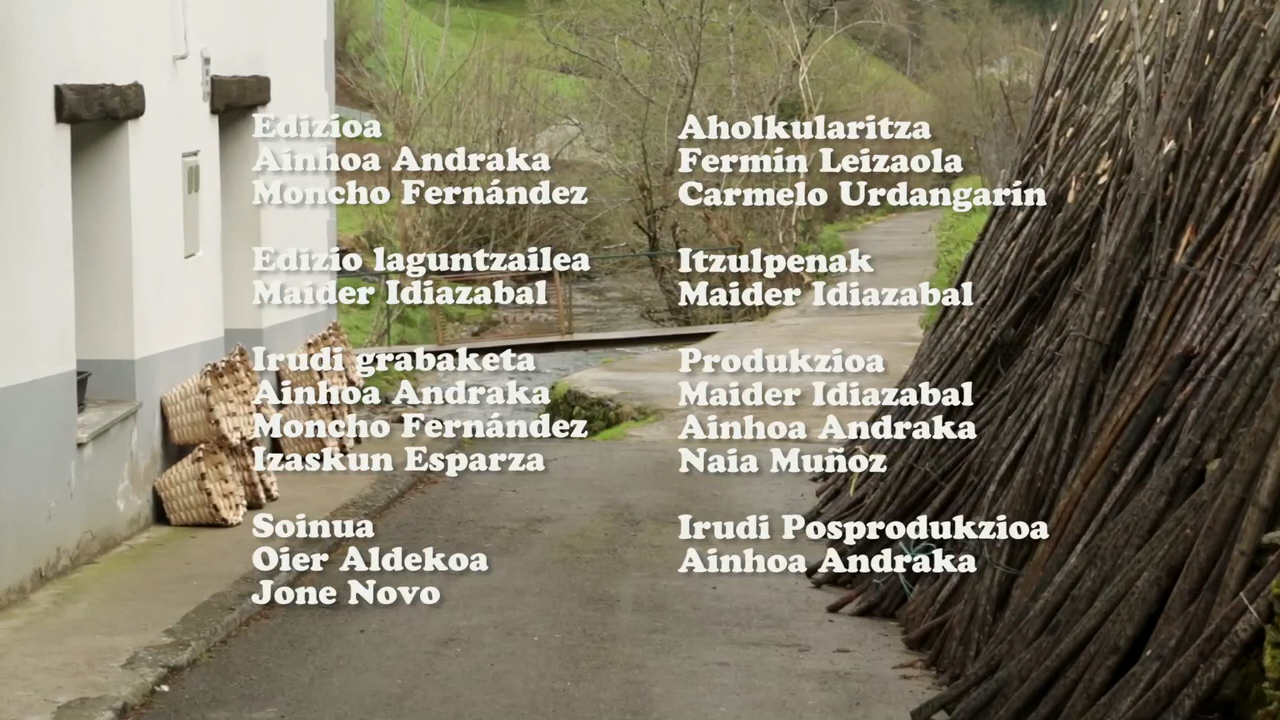 Edizioa
Ainhoa Andraka
Moncho Fernández
Edizio laguntzailea
Maider Idiazabal
Irudi grabaketa
Ainhoa Andraka
Moncho Fernández
Izaskun Esparza
Soinua
Oier Aldekoa
Jone Novo
Aholkularitza
Fermín Leizaola
Carmelo Urdangarín
Itzulpenak
Maider Idiazabal
Produkzioa
Maider Idiazabal
Ainhoa Andraka
Naia Muñoz
Irudi Posprodukzioa
Ainhoa Andraka